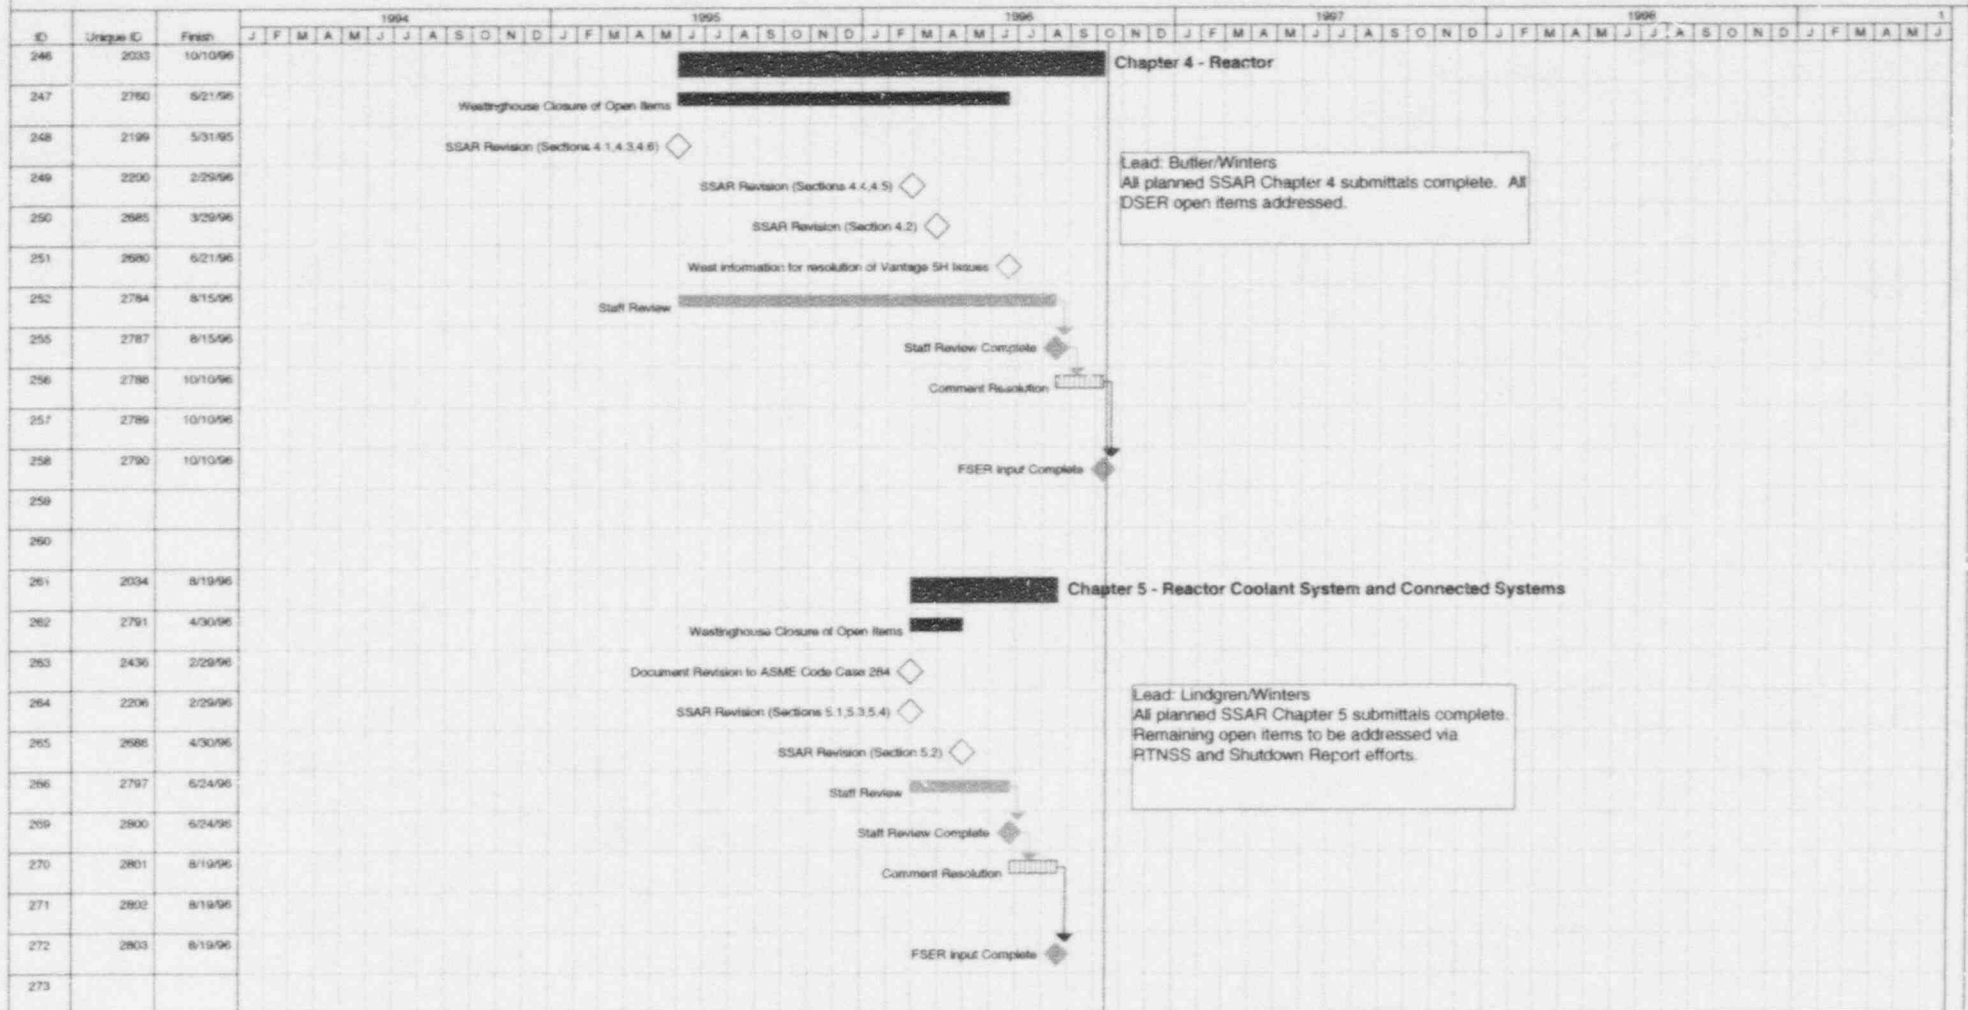 1994 1995 1996 1997 1998 1
ID Unique ID Finish J F M A M J J A S O N D J F M A M J J A S O N D J F M A M J J A S O N D J F M A M J J A S O N D J F M A M J J A S O N D J F M A M J
246 2033 10/10/96 Chapter 4 - Reactor
247 2760 6/21/96 Westinghouse Closure of Open Items
248 2199 5/31/95 SSAR Revision (Sections 4.1,4.3,4.6)
Lead: Butler/Winters
All planned SSAR Chapter 4 submittals complete. All
DSER open items addressed.
249 2200 2/29/96 SSAR Revision (Sections 4.4,4.5)
250 2685 3/29/96 SSAR Revision (Section 4.2)
251 2680 6/21/96 West information for resolution of Vantage 5H Issues
252 2784 8/15/96 Staff Review
255 2787 8/15/96 Staff Review Complete
256 2788 10/10/96 Comment Resolution
257 2789 10/10/96
258 2790 10/10/96 FSER Input Complete
259
260
261 2034 8/19/96 Chapter 5 - Reactor Coolant System and Connected Systems
262 2791 4/30/96 Westinghouse Closure of Open Items
263 2436 2/29/96 Document Revision to ASME Code Case 284
264 2206 2/29/96 SSAR Revision (Sections 5.1,5.3,5.4)
Lead: Lindgren/Winters
All planned SSAR Chapter 5 submittals complete.
Remaining open items to be addressed via
RTNSS and Shutdown Report efforts.
265 2686 4/30/96 SSAR Revision (Section 5.2)
266 2797 6/24/96 Staff Review
269 2800 6/24/96 Staff Review Complete
270 2801 8/19/96 Comment Resolution
271 2802 8/19/96
272 2803 8/19/96 FSER Input Complete
273